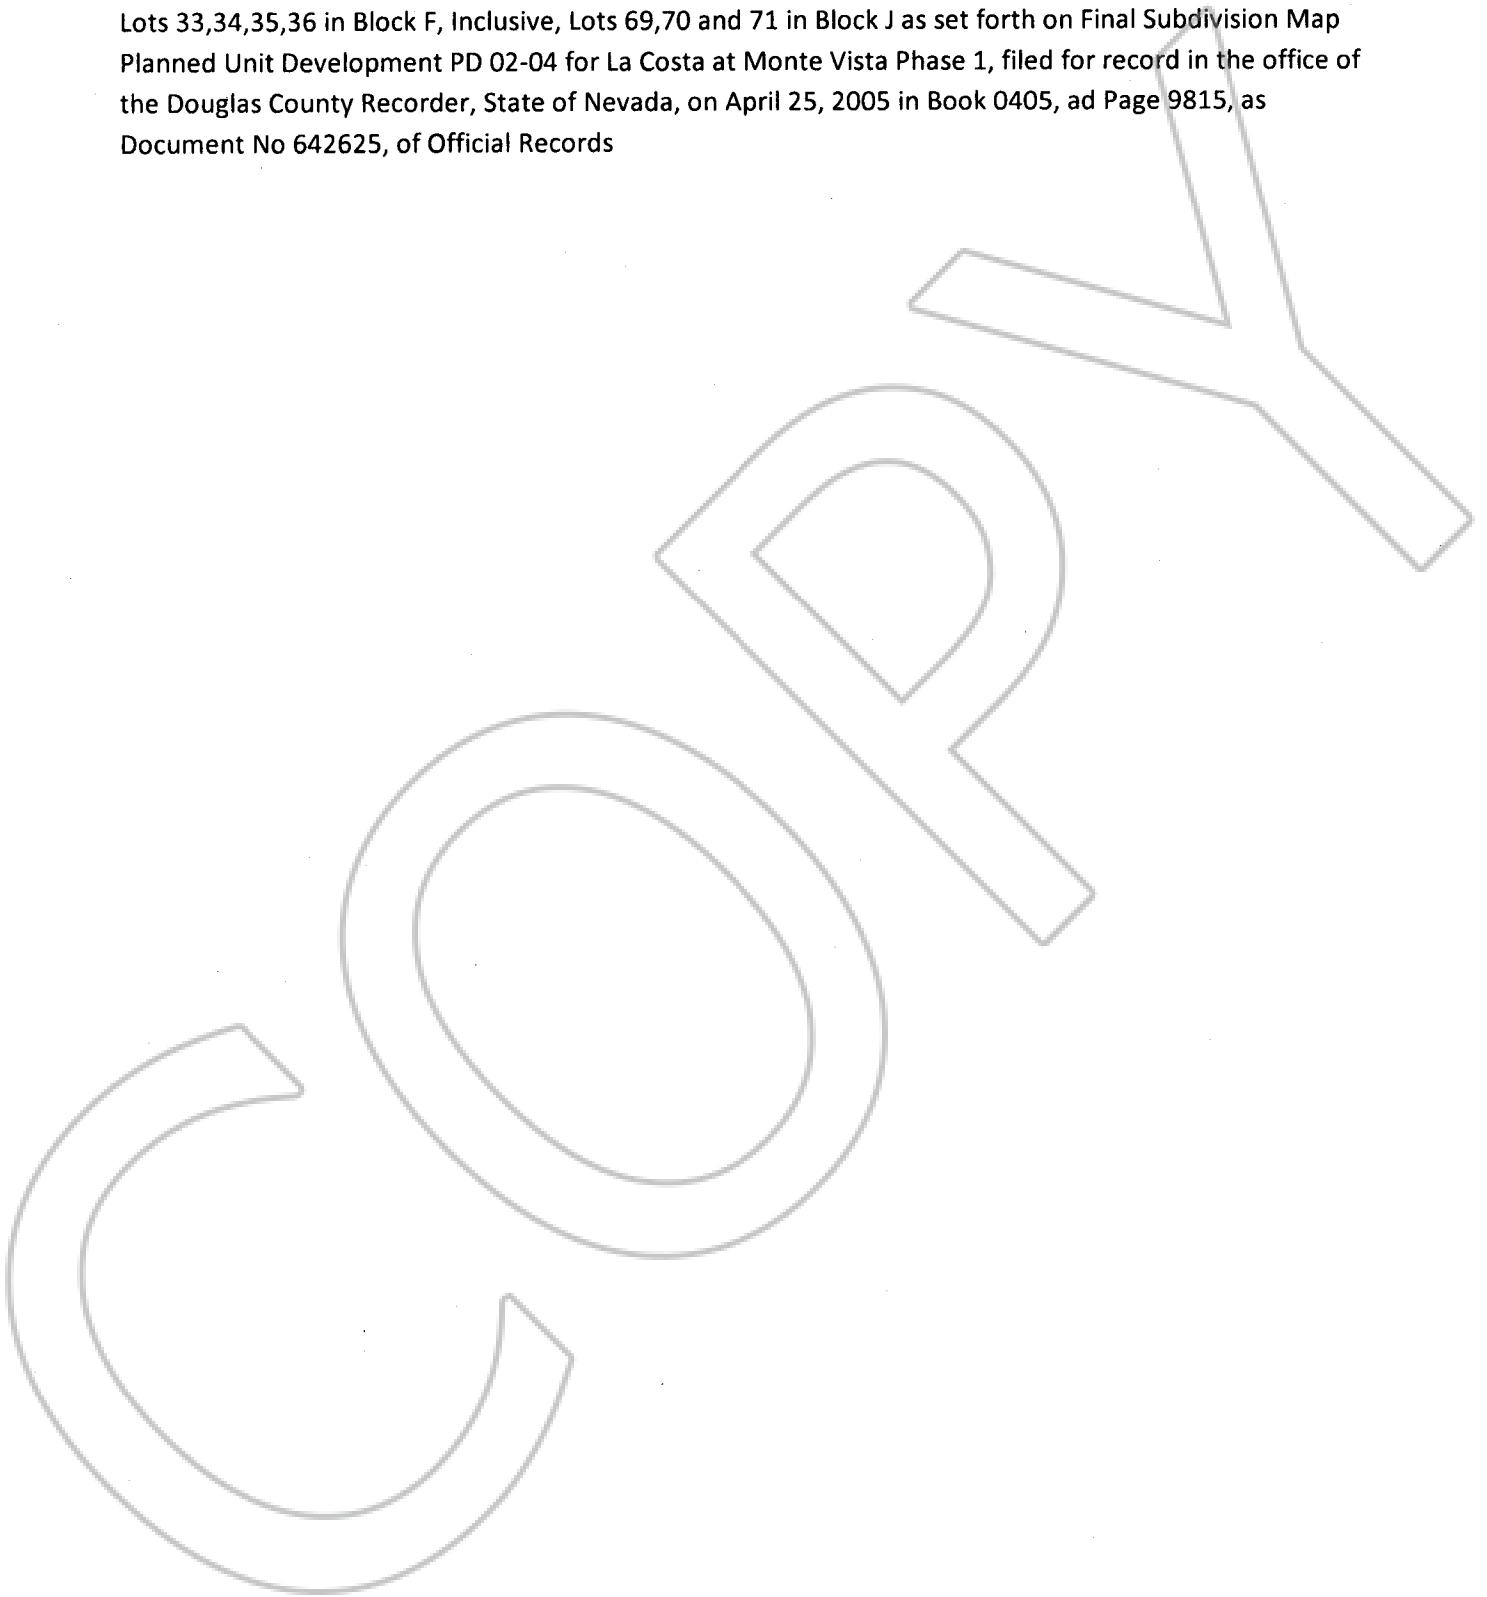 Lots 33,34,35,36 in Block F, Inclusive, Lots 69,70 and 71 in Block J as set forth on Final Subdivision Map
Planned Unit Development PD 02-04 for La Costa at Monte Vista Phase 1, filed for record in the office of
the Douglas County Recorder, State of Nevada, on April 25, 2005 in Book 0405, ad Page 9815, as
Document No 642625, of Official Records
COPY